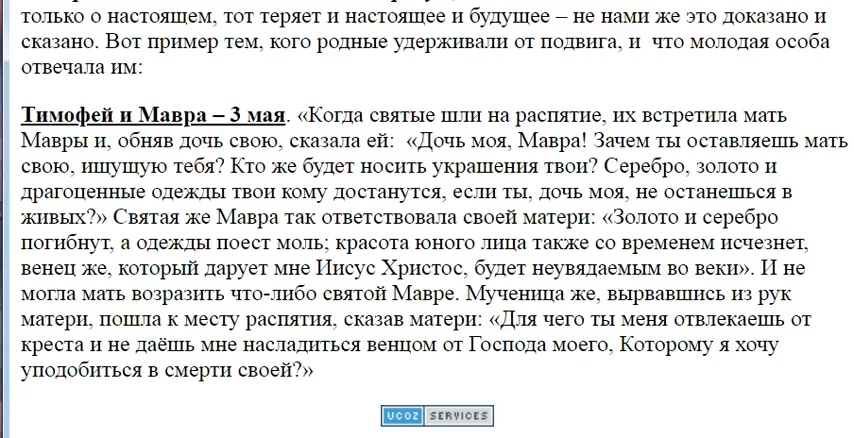 только о настоящем, тот теряет и настоящее и будущее – не нами же это доказано и
сказано. Вот пример тем, кого родные удерживали от подвига, и  что молодая особа
отвечала им:
Тимофей и Мавра – 3 мая. «Когда святые шли на распятие, их встретила мать
Мавры и, обняв дочь свою, сказала ей:  «Дочь моя, Мавра! Зачем ты оставляешь мать
свою, ищущую тебя? Кто же будет носить украшения твои? Серебро, золото и
драгоценные одежды твои кому достанутся, если ты, дочь моя, не останешься в
живых?» Святая же Мавра так ответствовала своей матери: «Золото и серебро
погибнут, а одежды поест моль; красота юного лица также со временем исчезнет,
венец же, который дарует мне Иисус Христос, будет неувядаемым во веки». И не
могла мать возразить что-либо святой Мавре. Мученица же, вырвавшись из рук
матери, пошла к месту распятия, сказав матери: «Для чего ты меня отвлекаешь от
креста и не даёшь мне насладиться венцом от Господа моего, Которому я хочу
уподобиться в смерти своей?»
UCOZ SERVICES